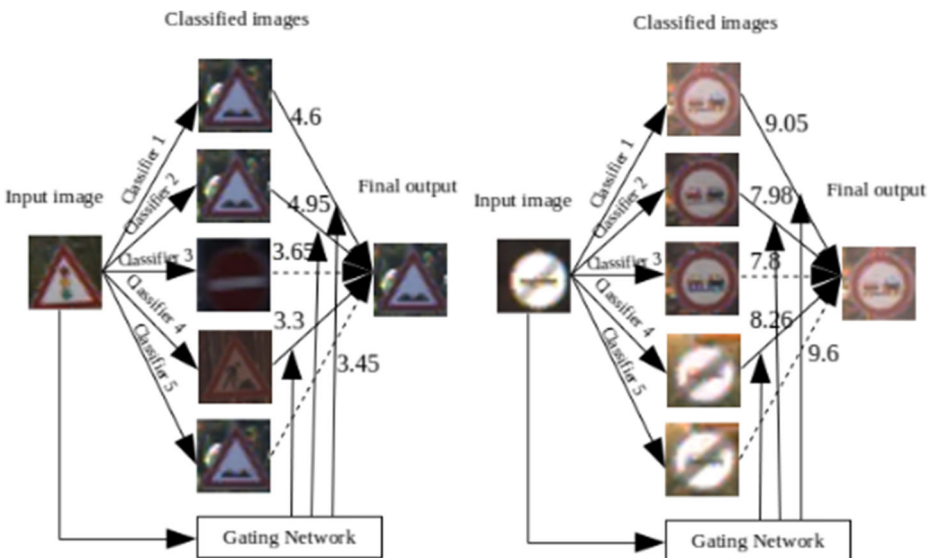 Classified images
Input image
Classifier 1
Classifier 2
Classifier 3
Classifier 4
Classifier 5
4.6
4.95
3.65
3.3
3.45
Final output
Gating Network
Classified images
Input image
Classifier 1
Classifier 2
Classifier 3
Classifier 4
Classifier 5
9.05
7.98
7.8
8.26
9.6
Final output
Gating Network